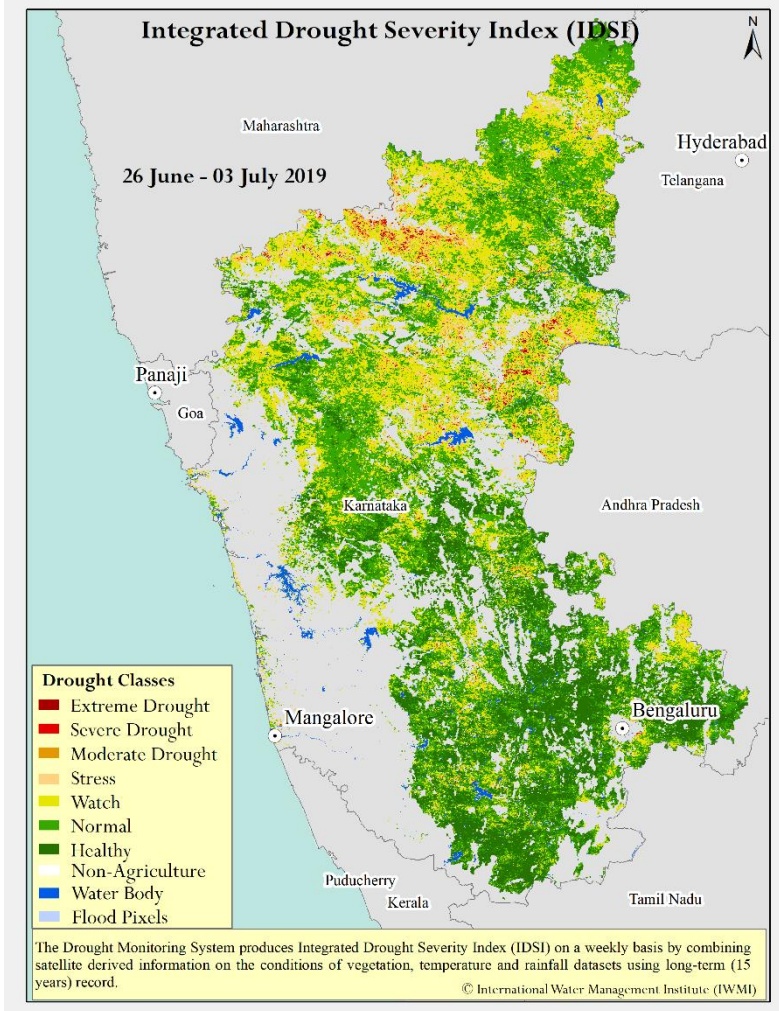 Integrated Drought Severity Index (IDSI)
N
Maharashtra
Hyderabad
26 June - 03 July 2019
Telangana
Panaji
Goa
Karnataka
Andhra Pradesh
Drought Classes
Extreme Drought
Severe Drought
Moderate Drought
Stress
Watch
Normal
Healthy
Non-Agriculture
Water Body
Flood Pixels
Mangalore
Bengaluru
Puducherry
Kerala
Tamil Nadu
The Drought Monitoring System produces Integrated Drought Severity Index (IDSI) on a weekly basis by combining
satellite derived information on the conditions of vegetation, temperature and rainfall datasets using long-term (15
years) record.
© International Water Management Institute (IWMI)